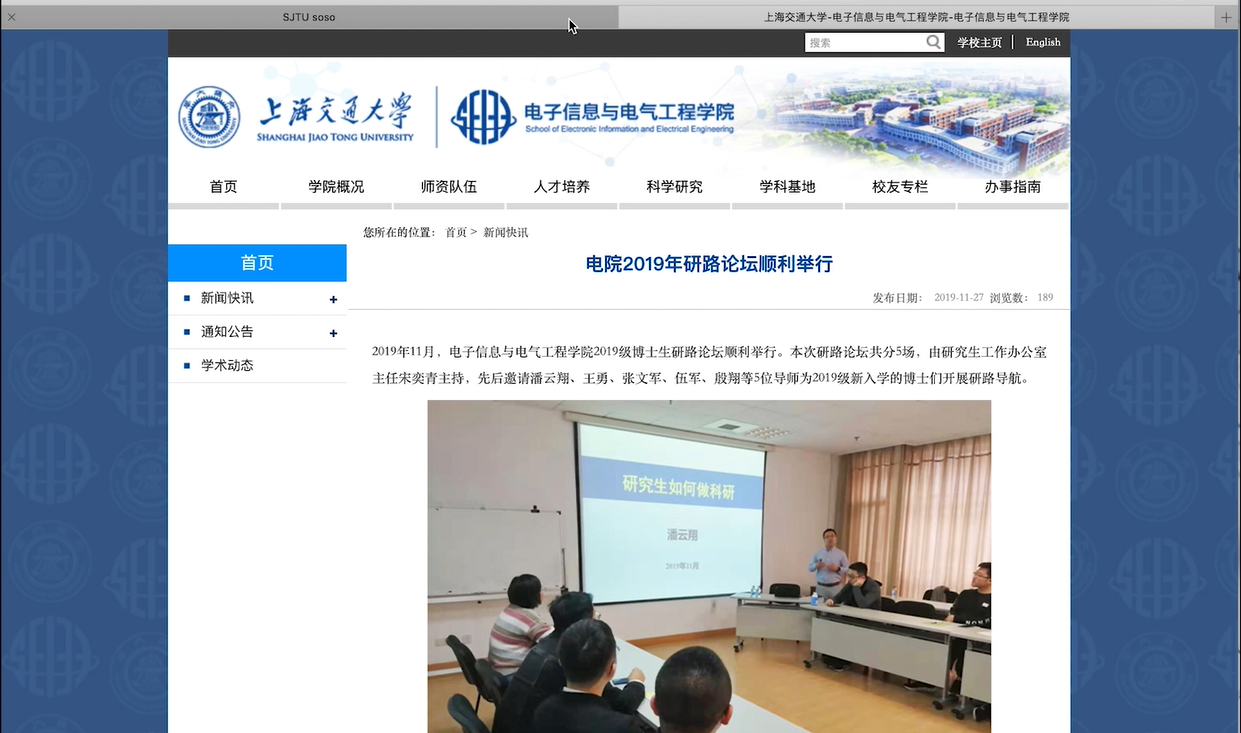 SJTU soso
上海交通大学-电子信息与电气工程学院-电子信息与电气工程学院
搜索
学校主页
English
上海交通大学
SHANGHAI JIAO TONG UNIVERSITY
电子信息与电气工程学院
School of Electronic Information and Electrical Engineering
首页 学院概况 师资队伍 人才培养 科学研究 学科基地 校友专栏 办事指南
您所在的位置： 首页 > 新闻快讯
首页
新闻快讯
通知公告
学术动态
电院2019年研路论坛顺利举行
发布日期： 2019-11-27 浏览数： 189
2019年11月，电子信息与电气工程学院2019级博士生研路论坛顺利举行。本次研路论坛共分5场，由研究生工作办公室
主任宋奕青主持，先后邀请潘云翔、王勇、张文军、伍军、殷翔等5位导师为2019级新入学的博士们开展研路导航。
研究生如何做科研
潘云翔
2019年11月